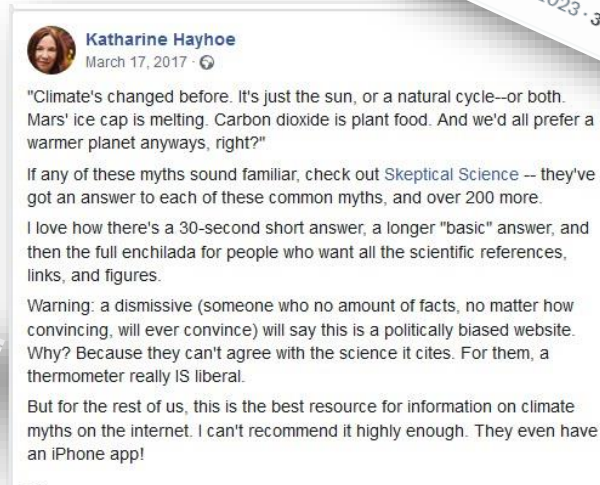 2023 · 3
Katharine Hayhoe
March 17, 2017 ·
"Climate's changed before. It's just the sun, or a natural cycle--or both.
Mars' ice cap is melting. Carbon dioxide is plant food. And we'd all prefer a
warmer planet anyways, right?"
If any of these myths sound familiar, check out Skeptical Science -- they've
got an answer to each of these common myths, and over 200 more.
I love how there's a 30-second short answer, a longer "basic" answer, and
then the full enchilada for people who want all the scientific references,
links, and figures.
Warning: a dismissive (someone who no amount of facts, no matter how
convincing, will ever convince) will say this is a politically biased website.
Why? Because they can't agree with the science it cites. For them, a
thermometer really IS liberal.
But for the rest of us, this is the best resource for information on climate
myths on the internet. I can't recommend it highly enough. They even have
an iPhone app!